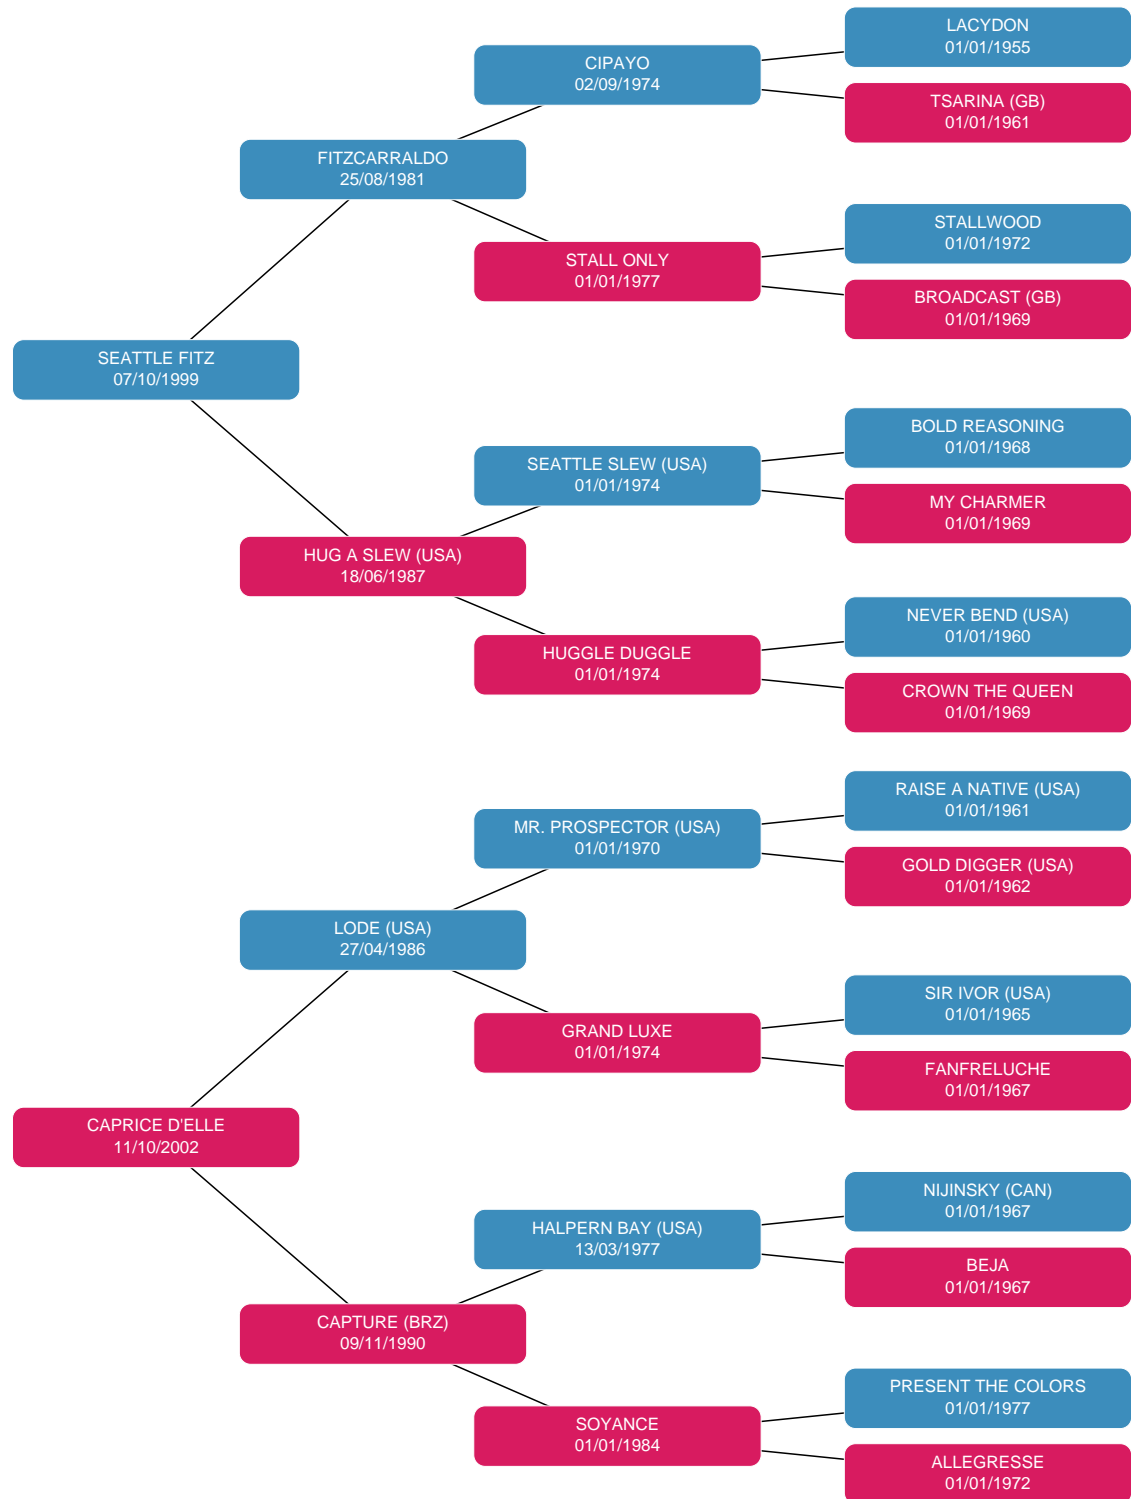 LACYDON
01/01/1955
CIPAYO
02/09/1974
TSARINA (GB)
01/01/1961
FITZCARRALDO
25/08/1981
STALLWOOD
01/01/1972
STALL ONLY
01/01/1977
BROADCAST (GB)
01/01/1969
SEATTLE FITZ
07/10/1999
BOLD REASONING
01/01/1968
SEATTLE SLEW (USA)
01/01/1974
MY CHARMER
01/01/1969
HUG A SLEW (USA)
18/06/1987
NEVER BEND (USA)
01/01/1960
HUGGLE DUGGLE
01/01/1974
CROWN THE QUEEN
01/01/1969
RAISE A NATIVE (USA)
01/01/1961
MR. PROSPECTOR (USA)
01/01/1970
GOLD DIGGER (USA)
01/01/1962
LODE (USA)
27/04/1986
SIR IVOR (USA)
01/01/1965
GRAND LUXE
01/01/1974
FANFRELUCHE
01/01/1967
CAPRICE D'ELLE
11/10/2002
NIJINSKY (CAN)
01/01/1967
HALPERN BAY (USA)
13/03/1977
BEJA
01/01/1967
CAPTURE (BRZ)
09/11/1990
PRESENT THE COLORS
01/01/1977
SOYANCE
01/01/1984
ALLEGRESSE
01/01/1972